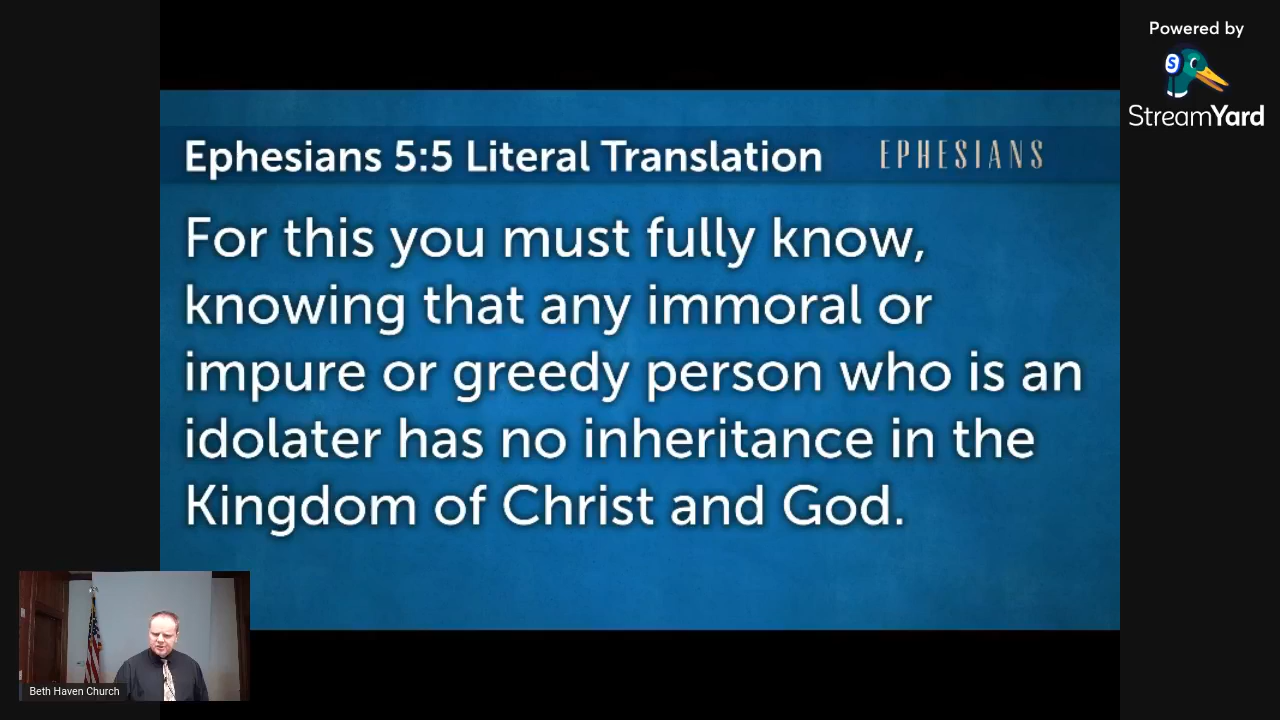 Powered by
S
StreamYard
Ephesians 5:5 Literal Translation
EPHESIANS
For this you must fully know,
knowing that any immoral or
impure or greedy person who is an
idolater has no inheritance in the
Kingdom of Christ and God.
Beth Haven Church